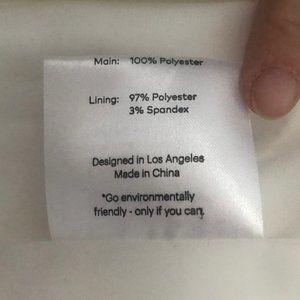 Main: 100% Polyester
Lining: 97% Polyester
3% Spandex
Designed in Los Angeles
Made in China
*Go environmentally
friendly - only if you can.